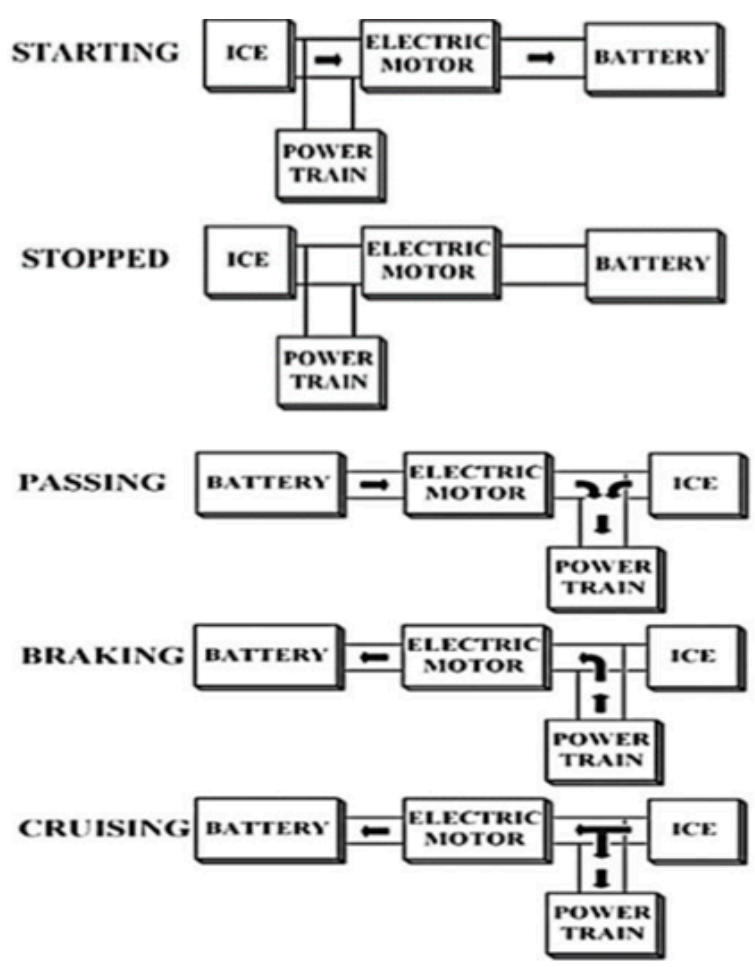 STARTING
ICE
ELECTRIC
MOTOR
BATTERY
POWER
TRAIN
STOPPED
ICE
ELECTRIC
MOTOR
BATTERY
POWER
TRAIN
PASSING
BATTERY
ELECTRIC
MOTOR
ICE
POWER
TRAIN
BRAKING
BATTERY
ELECTRIC
MOTOR
ICE
POWER
TRAIN
CRUISING
BATTERY
ELECTRIC
MOTOR
ICE
POWER
TRAIN